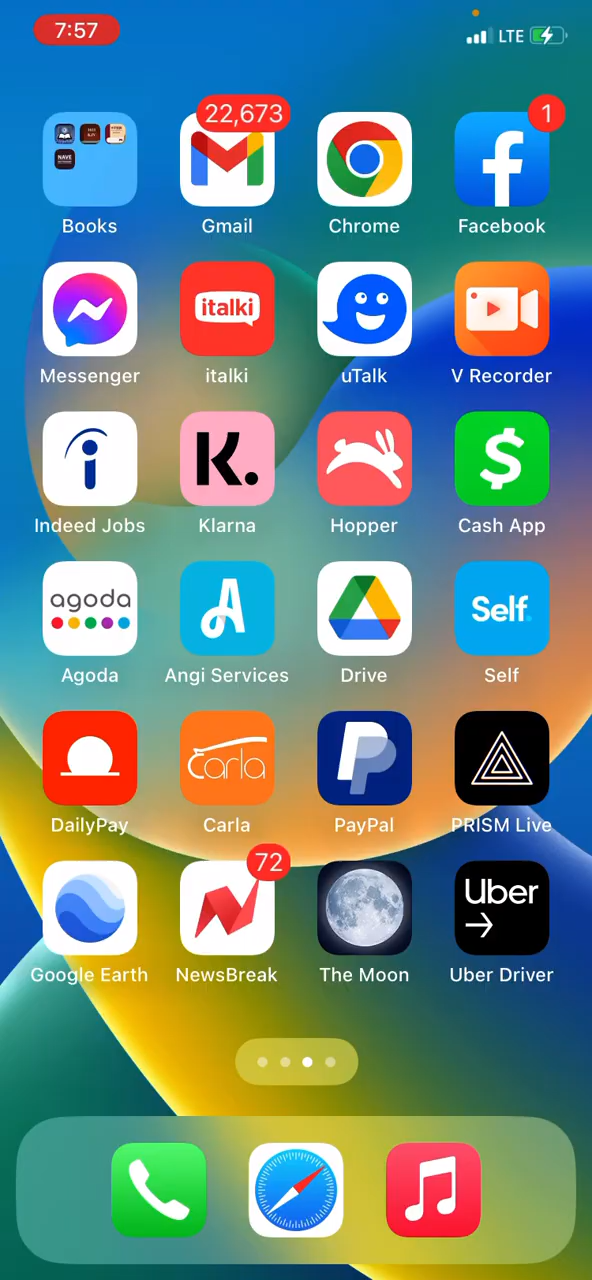 7:57
LTE
22,673
1
Books
Gmail
Chrome
Facebook
italki
Messenger
italki
uTalk
V Recorder
K.
$
Indeed Jobs
Klarna
Hopper
Cash App
agoda
Self
Agoda
Angi Services
Drive
Self
Carla
DailyPay
Carla
PayPal
PRISM Live
72
Uber
Google Earth
NewsBreak
The Moon
Uber Driver